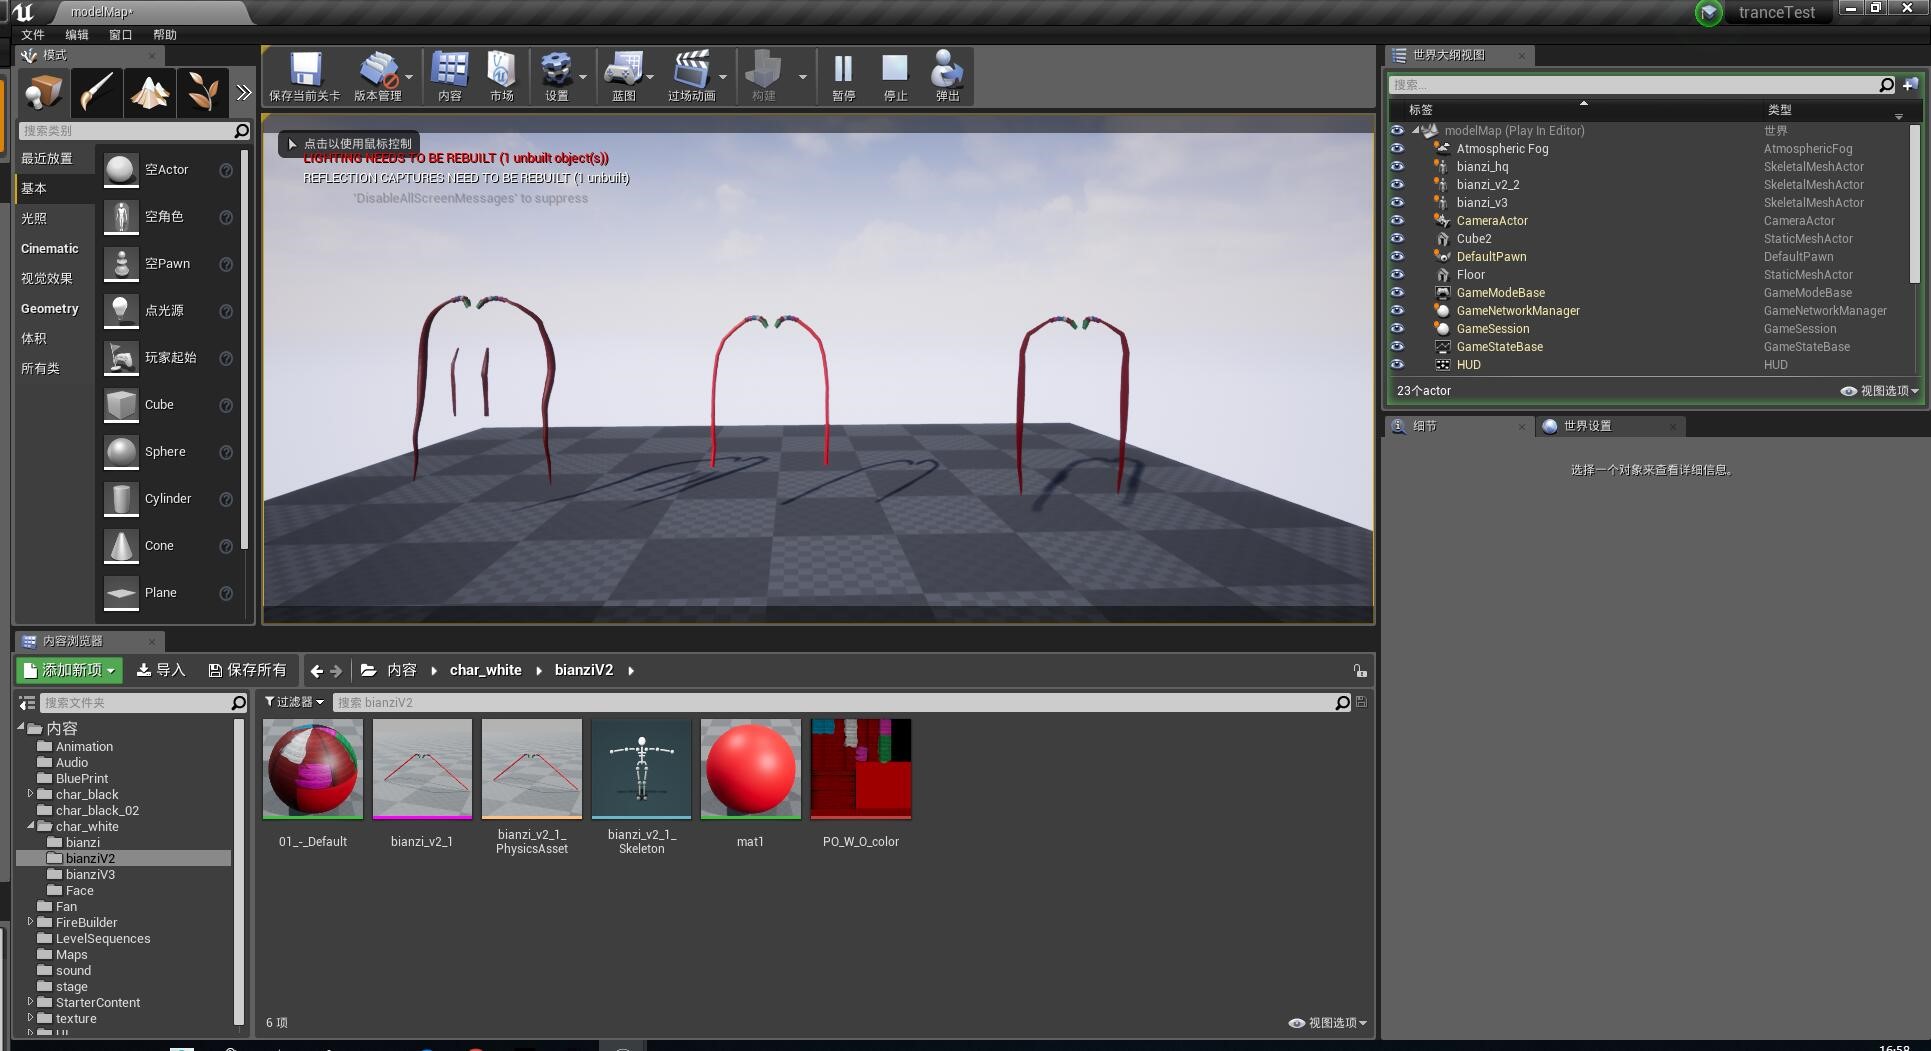 modelMap*
tranceTest
文件 编辑 窗口 帮助
模式
搜索类别
最近放置
基本
光照
Cinematic
视觉效果
Geometry
体积
所有类
空Actor
空角色
空Pawn
点光源
玩家起始
Cube
Sphere
Cylinder
Cone
Plane
保存当前关卡 版本管理 内容 市场 设置 蓝图 过场动画 构建 暂停 停止 弹出
点击以使用鼠标控制
LIGHTING NEEDS TO BE REBUILT (1 unbuilt object(s))
REFLECTION CAPTURES NEED TO BE REBUILT (1 unbuilt)
'DisableAllScreenMessages' to suppress
世界大纲视图
搜索...
标签 类型
modelMap (Play In Editor) 世界
Atmospheric Fog AtmosphericFog
bianzi_hq SkeletalMeshActor
bianzi_v2_2 SkeletalMeshActor
bianzi_v3 SkeletalMeshActor
CameraActor CameraActor
Cube2 StaticMeshActor
DefaultPawn DefaultPawn
Floor StaticMeshActor
GameModeBase GameModeBase
GameNetworkManager GameNetworkManager
GameSession GameSession
GameStateBase GameStateBase
HUD HUD
23个actor 视图选项
细节 世界设置
选择一个对象来查看详细信息。
内容浏览器
添加新项 导入 保存所有 内容 char_white bianziV2
搜索文件夹
过滤器 搜索 bianziV2
内容
Animation
Audio
BluePrint
char_black
char_black_02
char_white
bianzi
bianziV2
bianziV3
Face
Fan
FireBuilder
LevelSequences
Maps
sound
stage
StarterContent
texture
UI
01_-_Default
bianzi_v2_1
bianzi_v2_1_
PhysicsAsset
bianzi_v2_1_
Skeleton
mat1
PO_W_O_color
6 项 视图选项
16:58